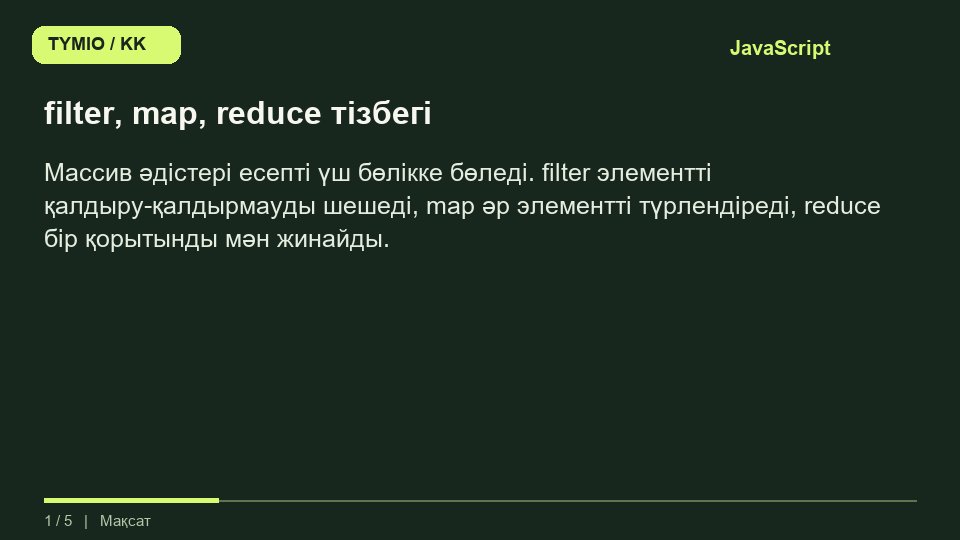 TYMIO / KK
JavaScript
filter, map, reduce тізбегі
Массив әдістері есепті үш бөлікке бөледі. filter элементті
қалдыру-қалдырмауды шешеді, map әр элементті түрлендіреді, reduce
бір қорытынды мән жинайды.
1 / 5 | Мақсат